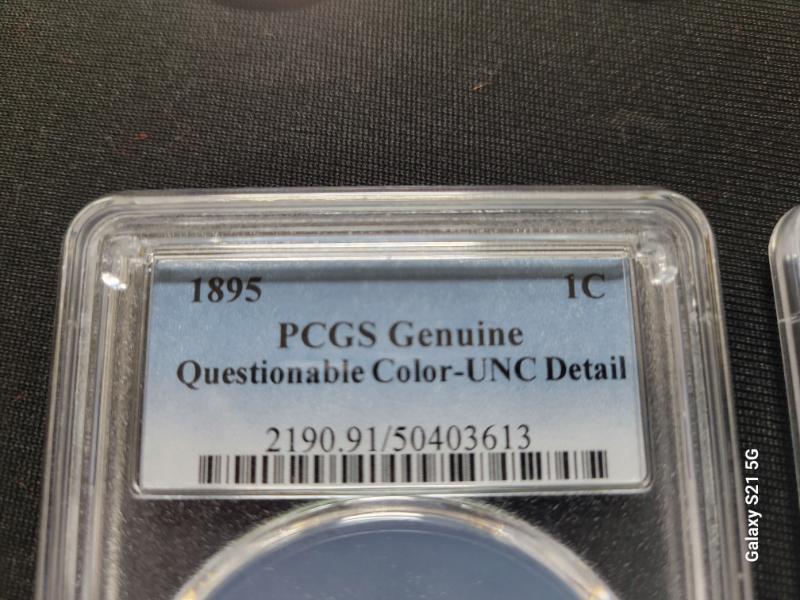 1895 1C
PCGS Genuine
Questionable Color-UNC Detail
2190.91/50403613
Galaxy S21 5G